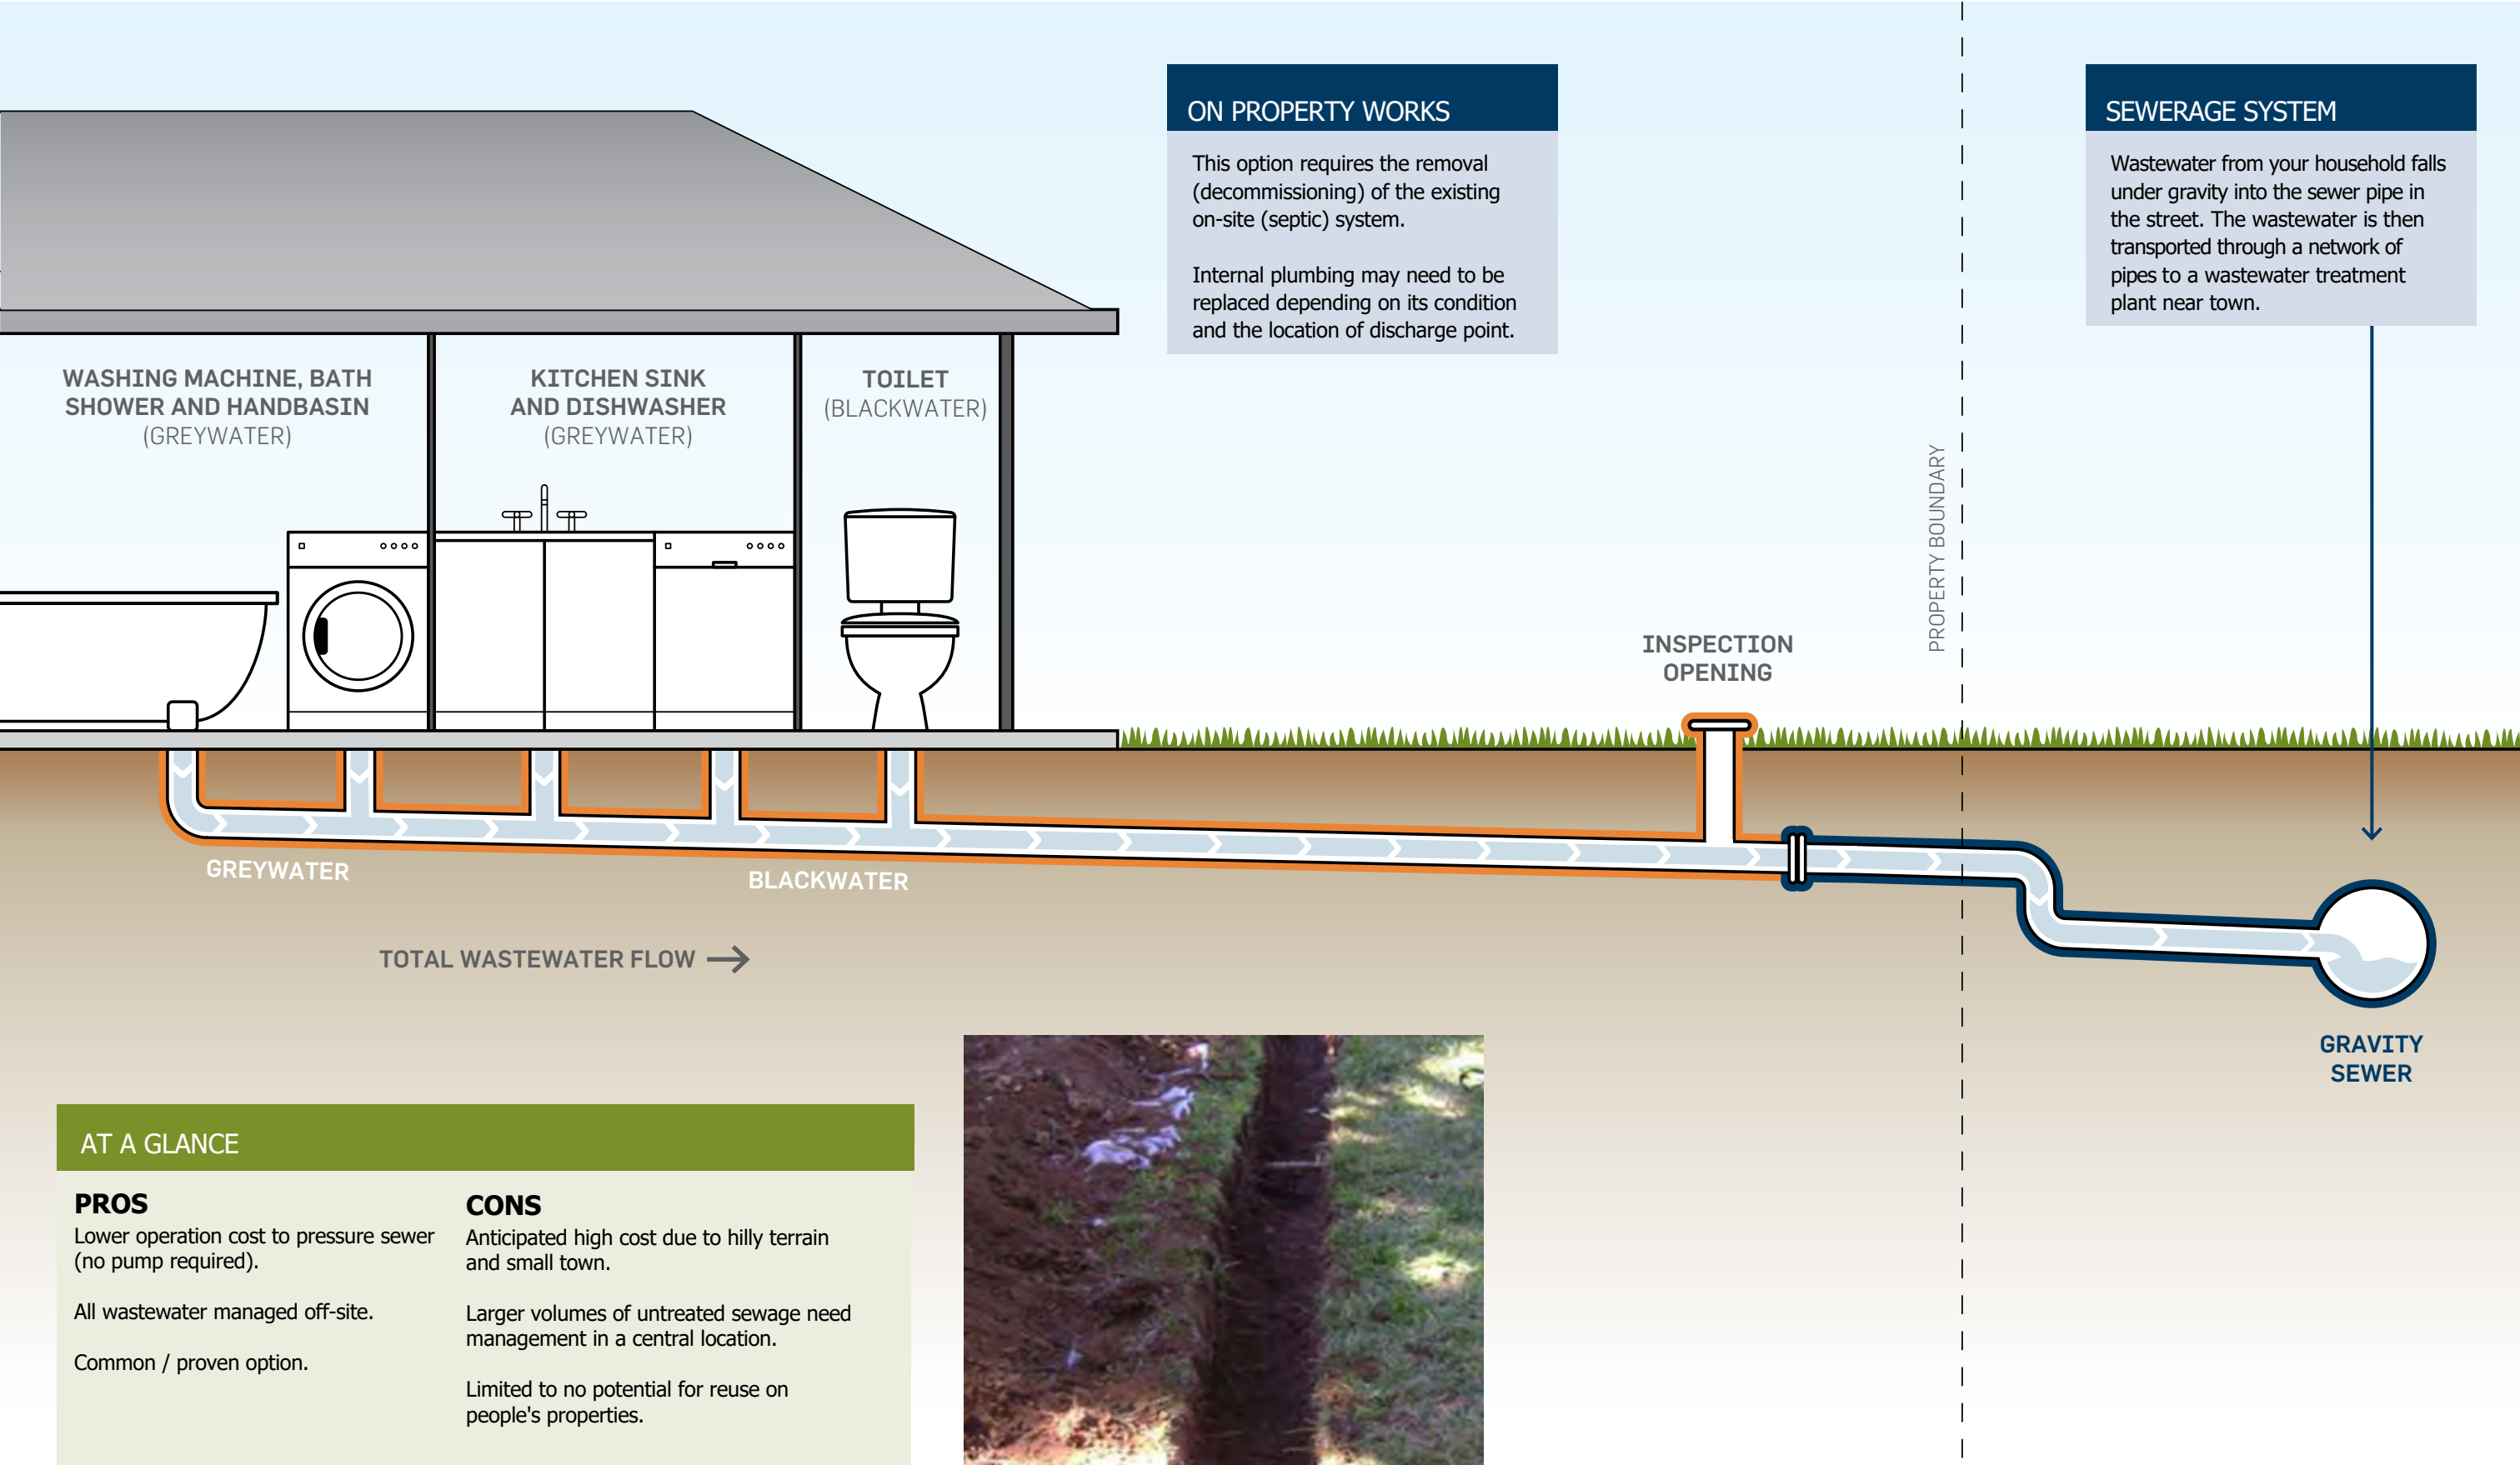 ON PROPERTY WORKS
This option requires the removal
(decommissioning) of the existing
on-site (septic) system.
Internal plumbing may need to be
replaced depending on its condition
and the location of discharge point.
SEWERAGE SYSTEM
Wastewater from your household falls
under gravity into the sewer pipe in
the street. The wastewater is then
transported through a network of
pipes to a wastewater treatment
plant near town.
WASHING MACHINE, BATH
SHOWER AND HANDBASIN
(GREYWATER)
KITCHEN SINK
AND DISHWASHER
(GREYWATER)
TOILET
(BLACKWATER)
PROPERTY BOUNDARY
INSPECTION
OPENING
GREYWATER
BLACKWATER
TOTAL WASTEWATER FLOW
GRAVITY
SEWER
AT A GLANCE
PROS
Lower operation cost to pressure sewer
(no pump required).
All wastewater managed off-site.
Common / proven option.
CONS
Anticipated high cost due to hilly terrain
and small town.
Larger volumes of untreated sewage need
management in a central location.
Limited to no potential for reuse on
people's properties.